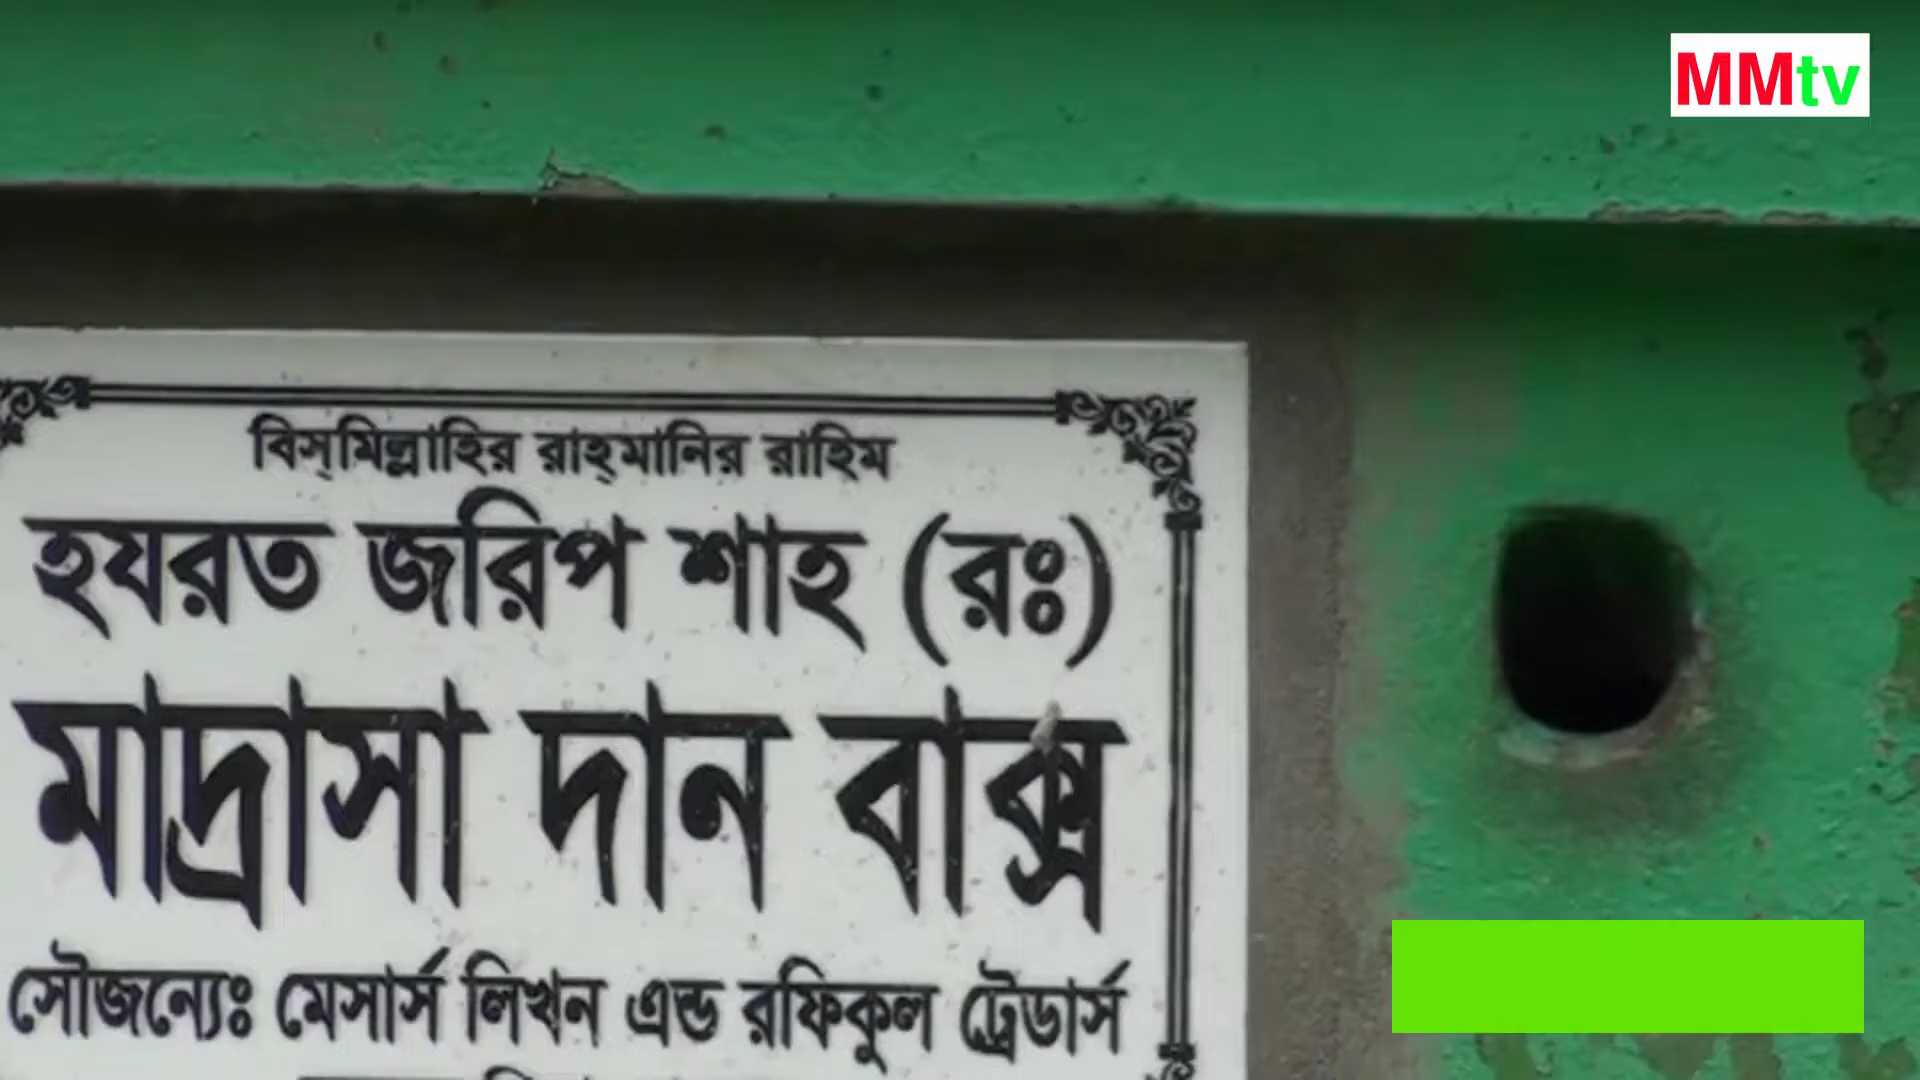 MMtv
বিস্‌মিল্লাহির রাহ্‌মানির রাহিম
হযরত জরিপ শাহ (রঃ)
মাদ্রাসা দান বাক্স
সৌজন্যেঃ মেসার্স লিখন এন্ড রফিকুল ট্রেডার্স